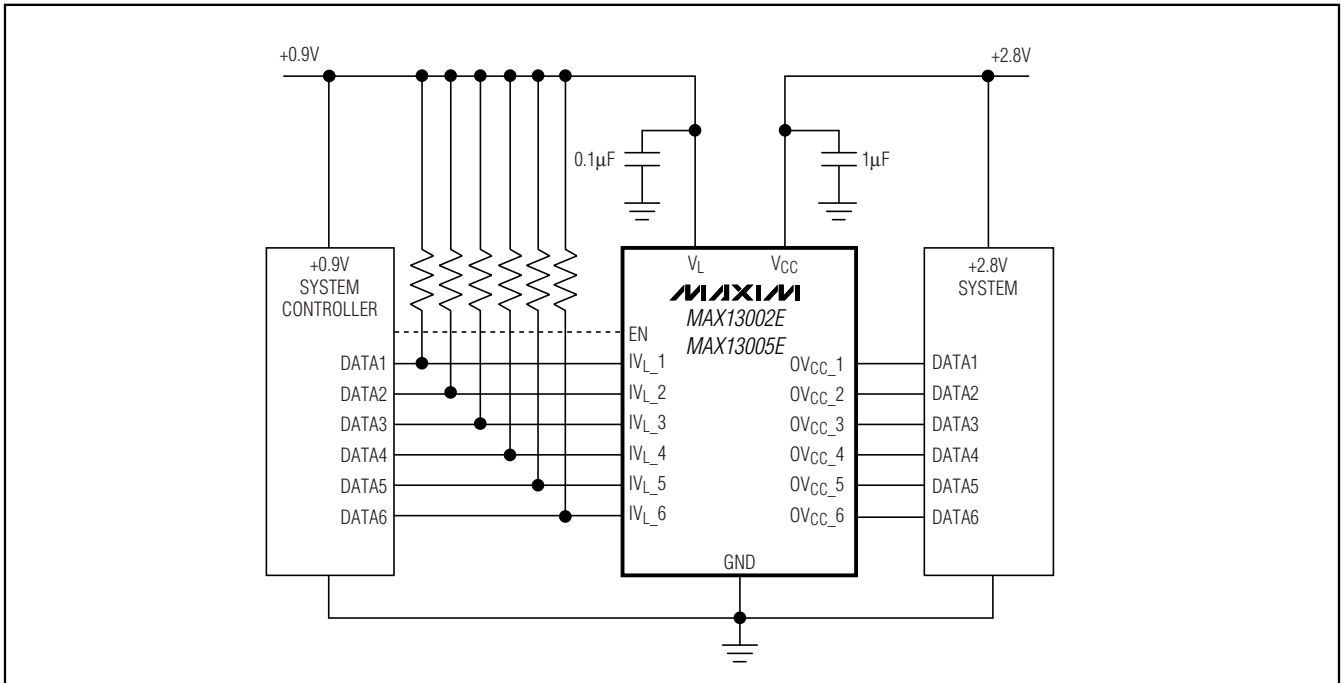 +0.9V
+2.8V
0.1μF
1μF
+0.9V
SYSTEM
CONTROLLER
VL
VCC
MAXIM
MAX13002E
MAX13005E
+2.8V
SYSTEM
EN
DATA1
IVL_1
OVCC_1
DATA1
DATA2
IVL_2
OVCC_2
DATA2
DATA3
IVL_3
OVCC_3
DATA3
DATA4
IVL_4
OVCC_4
DATA4
DATA5
IVL_5
OVCC_5
DATA5
DATA6
IVL_6
OVCC_6
DATA6
GND